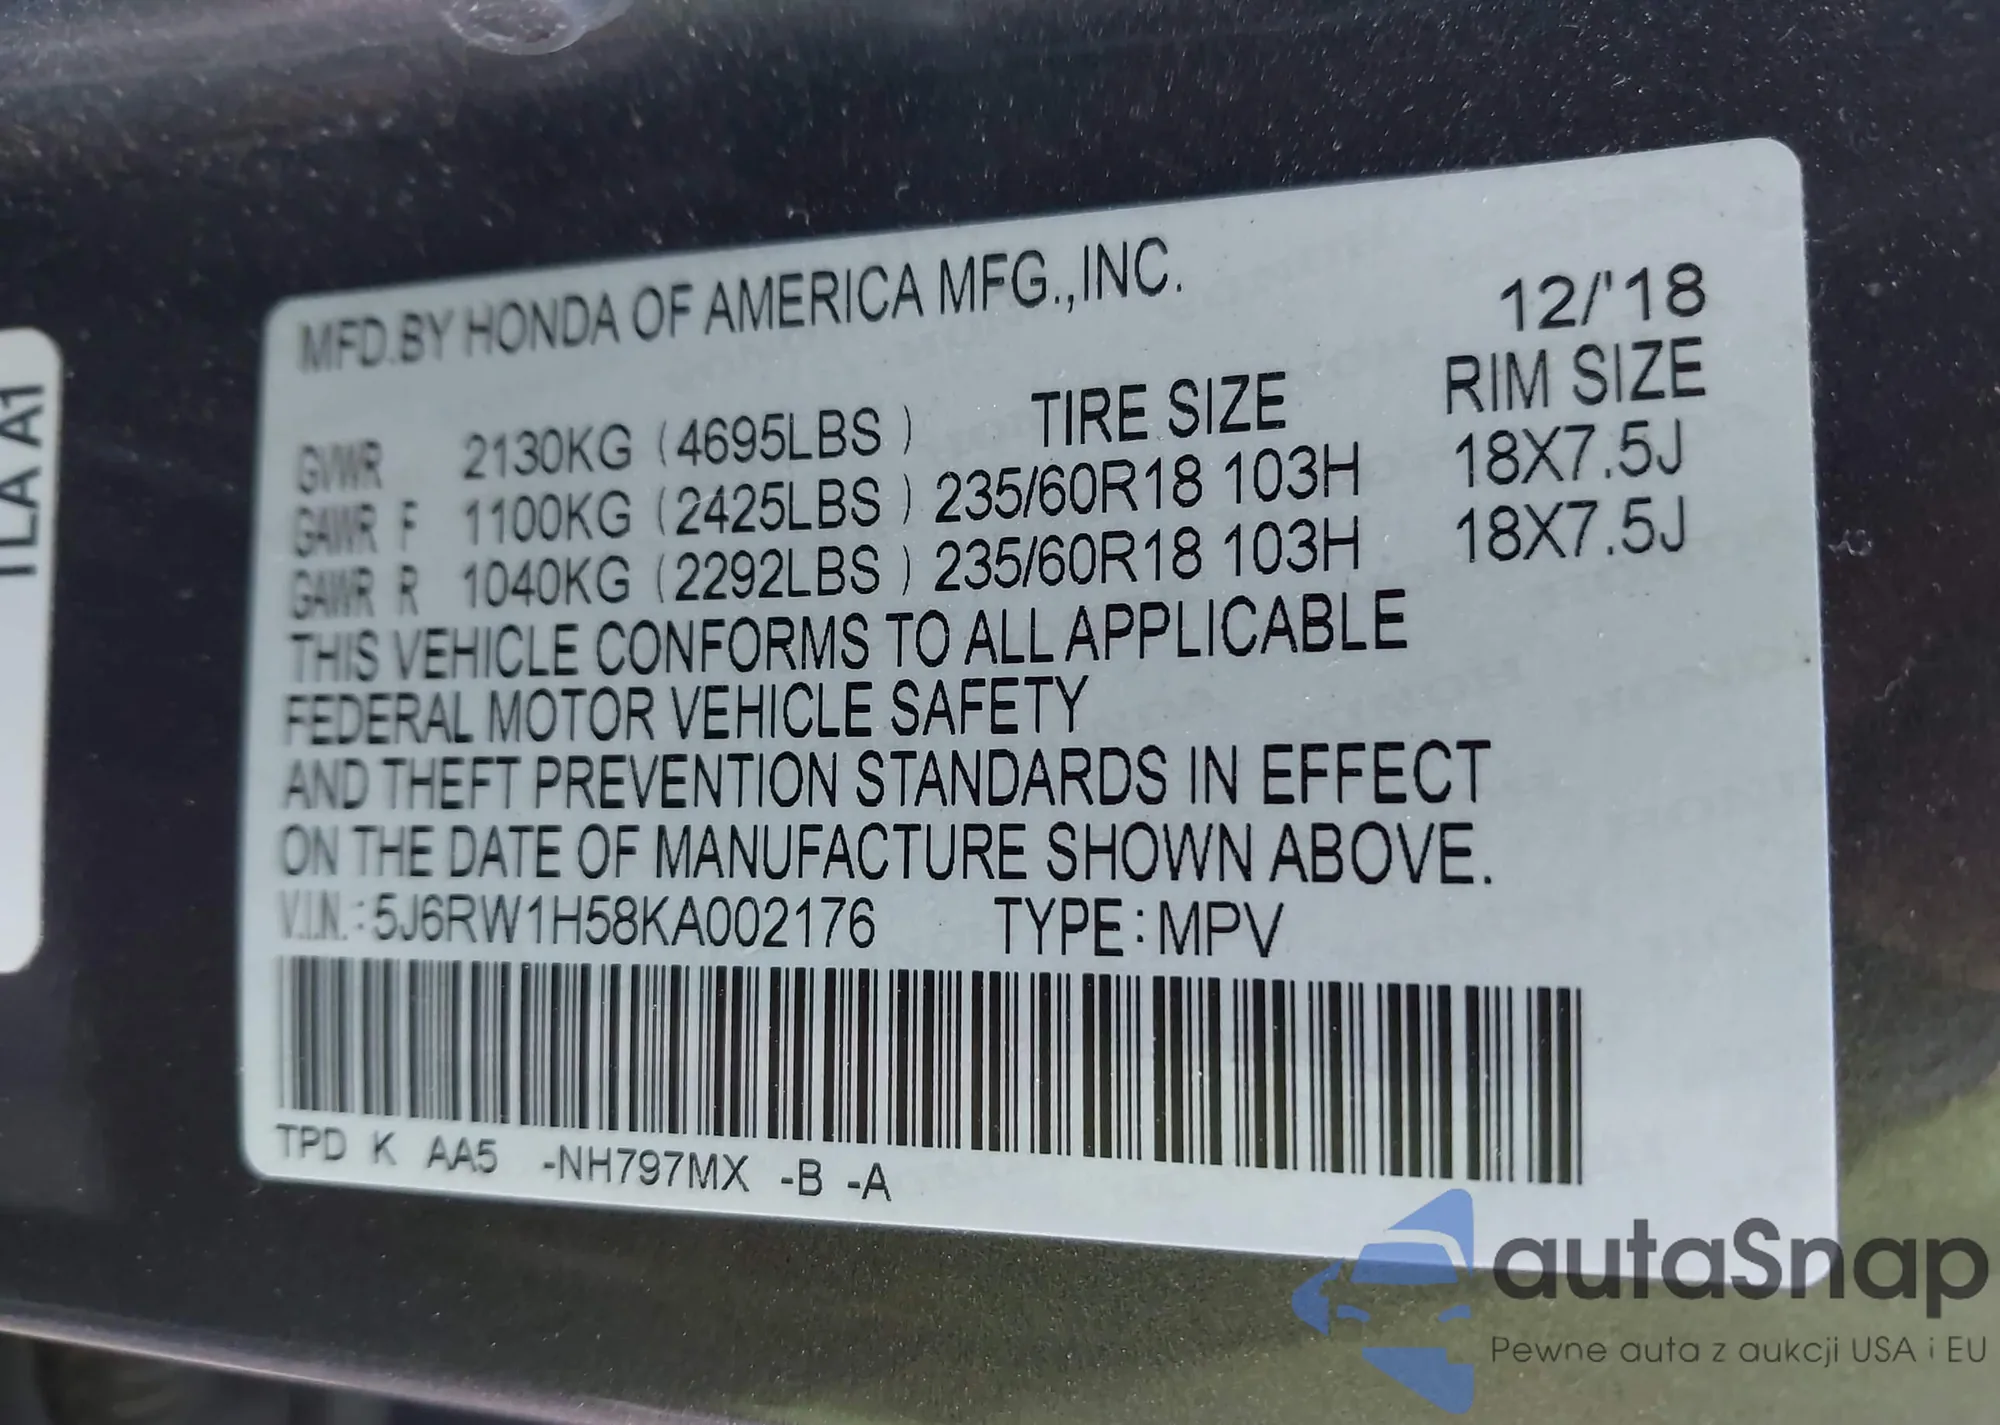 MFD.BY HONDA OF AMERICA MFG.,INC. 12/'18
TIRE SIZE RIM SIZE
GVWR 2130KG (4695LBS )
GAWR F 1100KG (2425LBS ) 235/60R18 103H 18X7.5J
GAWR R 1040KG (2292LBS ) 235/60R18 103H 18X7.5J
THIS VEHICLE CONFORMS TO ALL APPLICABLE
FEDERAL MOTOR VEHICLE SAFETY
AND THEFT PREVENTION STANDARDS IN EFFECT
ON THE DATE OF MANUFACTURE SHOWN ABOVE.
V.I.N.:5J6RW1H58KA002176 TYPE:MPV
TPD K AA5 -NH797MX -B -A
TLA A1
autaSnap
Pewne auta z aukcji USA i EU